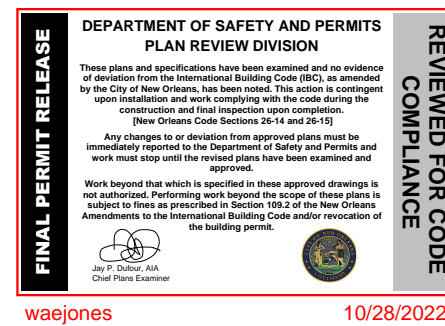 FINAL PERMIT RELEASE
DEPARTMENT OF SAFETY AND PERMITS
PLAN REVIEW DIVISION
These plans and specifications have been examined and no evidence
of deviation from the International Building Code (IBC), as amended
by the City of New Orleans, has been noted. This action is contingent
upon installation and work complying with the code during the
construction and final inspection upon completion.
[New Orleans Code Sections 26-14 and 26-15]
Any changes to or deviation from approved plans must be
immediately reported to the Department of Safety and Permits and
work must stop until the revised plans have been examined and
approved.
Work beyond that which is specified in these approved drawings is
not authorized. Performing work beyond the scope of these plans is
subject to fines as prescribed in Section 109.2 of the New Orleans
Amendments to the International Building Code and/or revocation of
the building permit.
Jay P. Dufour, AIA
Chief Plans Examiner
REVIEWED FOR CODE
COMPLIANCE
waejones
10/28/2022